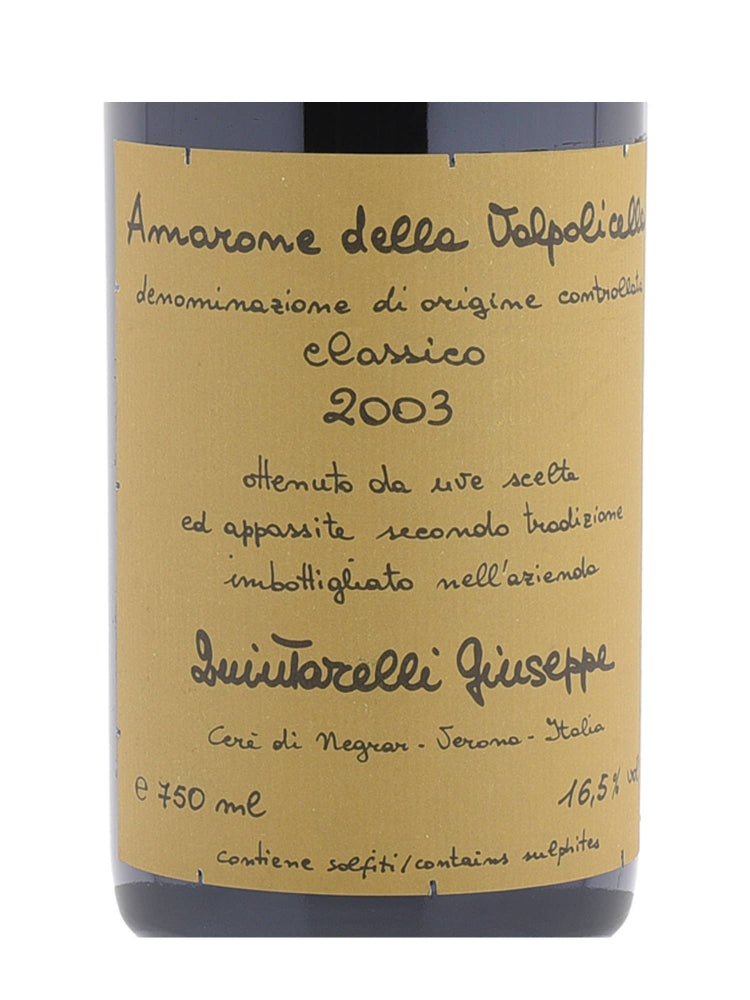 Amarone della Valpolicella
denominazione di origine controllata
classico
2003
ottenuto da uve scelte
ed appassite secondo tradizione
imbottigliato nell'azienda
Quintarelli Giuseppe
Cerè di Negrar - Verona - Italia
e 750 ml 16,5% vol
contiene solfiti/contains sulphites